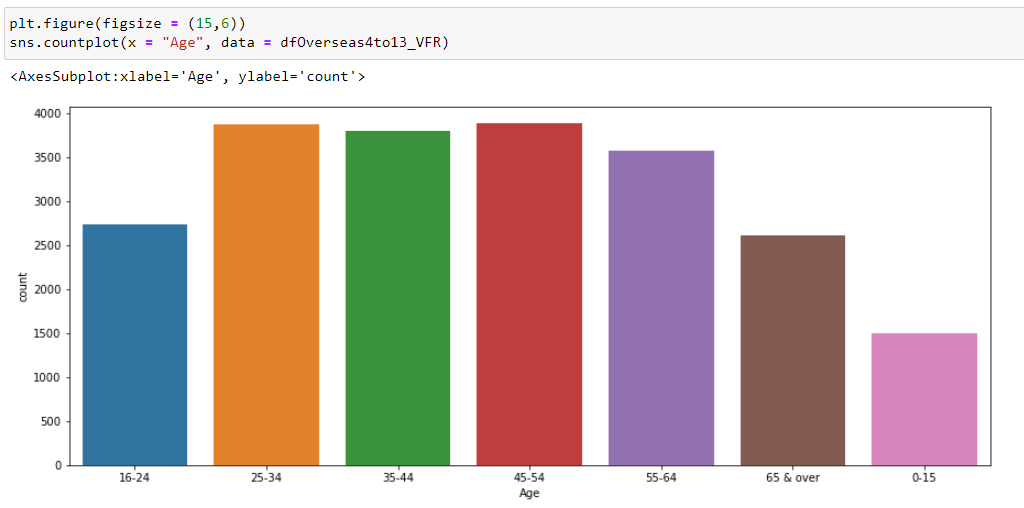 plt.figure(figsize = (15,6))
sns.countplot(x = "Age", data = dfOverseas4to13_VFR)
<AxesSubplot:xlabel='Age', ylabel='count'>
4000
3500
3000
2500
2000
1500
1000
500
0
count
16-24 25-34 35-44 45-54 55-64 65 & over 0-15
Age